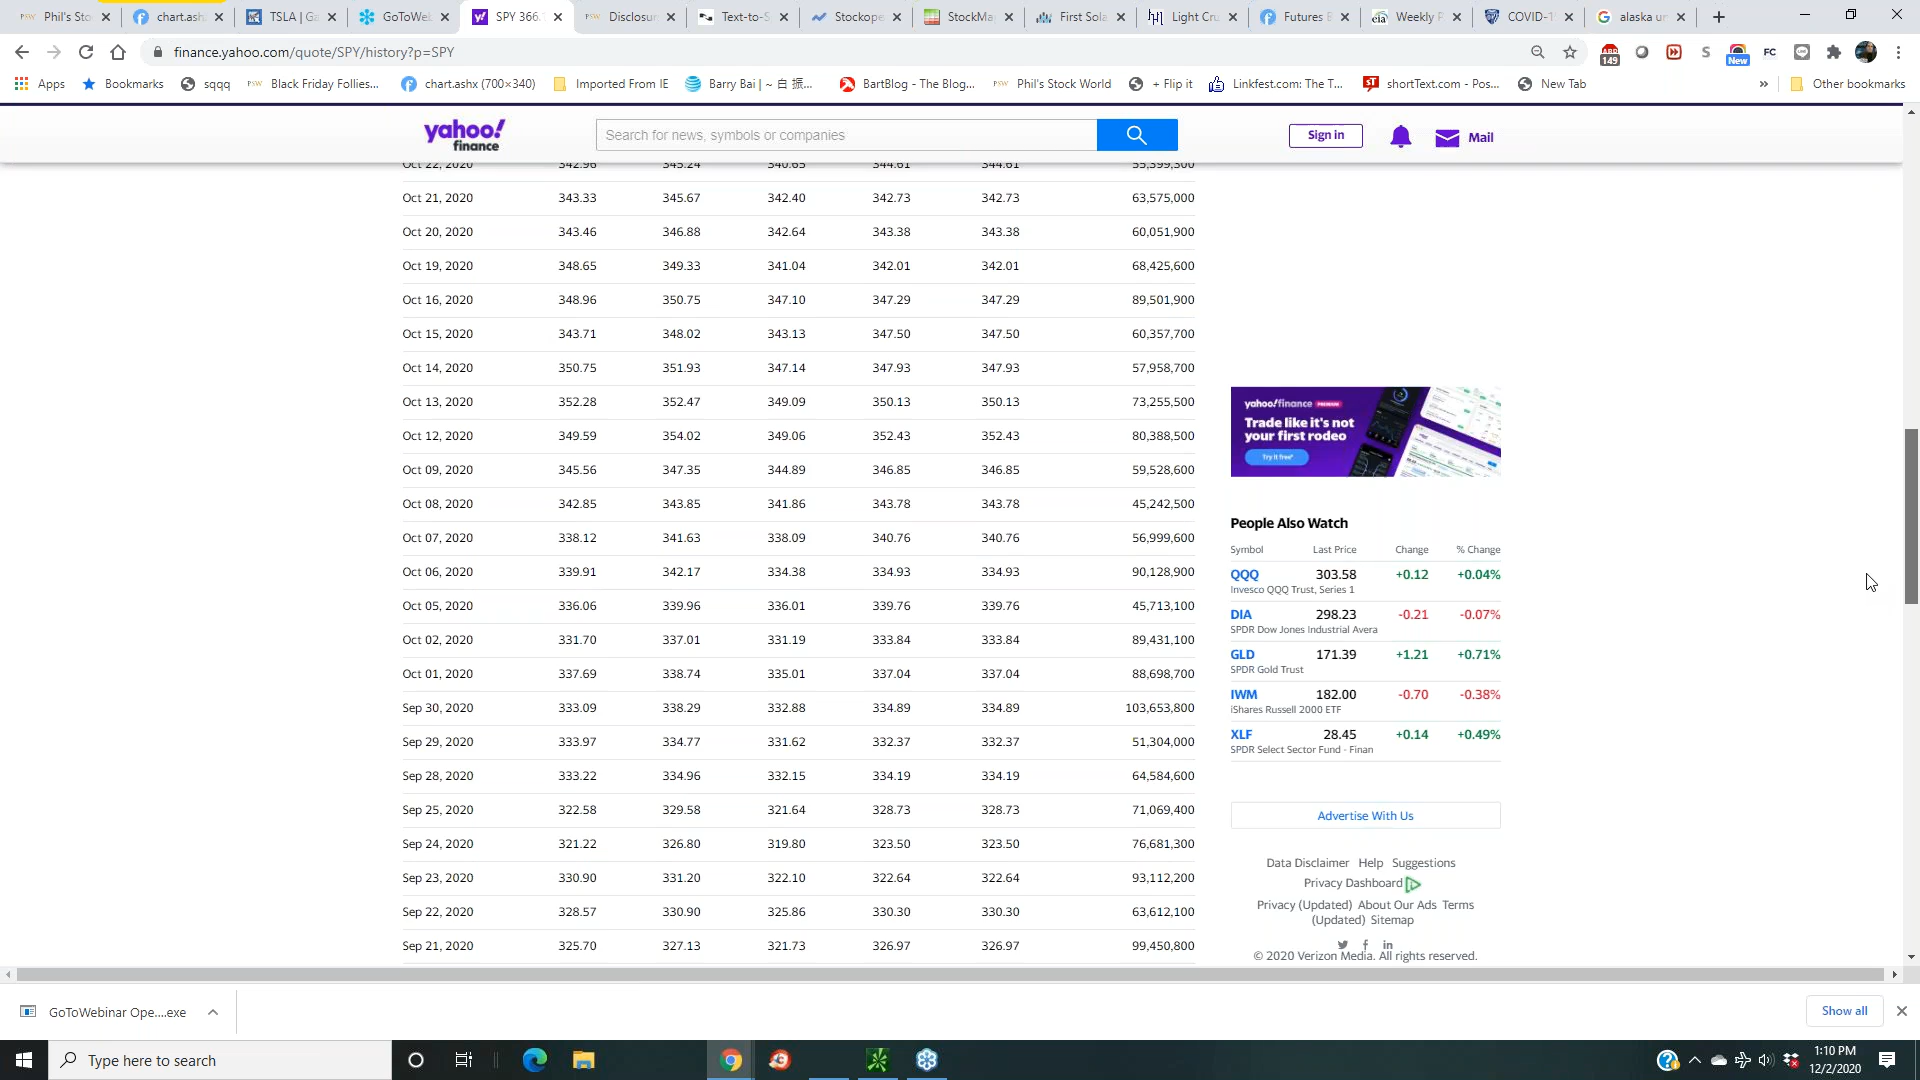 Phil's Sto
chart.ash
TSLA | G
GoToWeb
SPY 366.
Disclosur
Text-to-S
Stockope
StockMa
First Sola
Light Cru
Futures
Weekly
COVID-1
alaska u
finance.yahoo.com/quote/SPY/history?p=SPY
149
New
FC
Apps
Bookmarks
sqqq
Black Friday Follies...
chart.ashx (700×340)
Imported From IE
Barry Bai | ~ 白 振...
BartBlog - The Blog...
Phil's Stock World
+ Flip it
Linkfest.com: The T...
shortText.com - Pos...
New Tab
»
Other bookmarks
yahoo!
finance
Search for news, symbols or companies
Sign in
Mail
Oct 22, 2020 342.96 345.24 340.65 344.61 344.61 55,399,300
Oct 21, 2020 343.33 345.67 342.40 342.73 342.73 63,575,000
Oct 20, 2020 343.46 346.88 342.64 343.38 343.38 60,051,900
Oct 19, 2020 348.65 349.33 341.04 342.01 342.01 68,425,600
Oct 16, 2020 348.96 350.75 347.10 347.29 347.29 89,501,900
Oct 15, 2020 343.71 348.02 343.13 347.50 347.50 60,357,700
Oct 14, 2020 350.75 351.93 347.14 347.93 347.93 57,958,700
Oct 13, 2020 352.28 352.47 349.09 350.13 350.13 73,255,500
Oct 12, 2020 349.59 354.02 349.06 352.43 352.43 80,388,500
Oct 09, 2020 345.56 347.35 344.89 346.85 346.85 59,528,600
Oct 08, 2020 342.85 343.85 341.86 343.78 343.78 45,242,500
Oct 07, 2020 338.12 341.63 338.09 340.76 340.76 56,999,600
Oct 06, 2020 339.91 342.17 334.38 334.93 334.93 90,128,900
Oct 05, 2020 336.06 339.96 336.01 339.76 339.76 45,713,100
Oct 02, 2020 331.70 337.01 331.19 333.84 333.84 89,431,100
Oct 01, 2020 337.69 338.74 335.01 337.04 337.04 88,698,700
Sep 30, 2020 333.09 338.29 332.88 334.89 334.89 103,653,800
Sep 29, 2020 333.97 334.77 331.62 332.37 332.37 51,304,000
Sep 28, 2020 333.22 334.96 332.15 334.19 334.19 64,584,600
Sep 25, 2020 322.58 329.58 321.64 328.73 328.73 71,069,400
Sep 24, 2020 321.22 326.80 319.80 323.50 323.50 76,681,300
Sep 23, 2020 330.90 331.20 322.10 322.64 322.64 93,112,200
Sep 22, 2020 328.57 330.90 325.86 330.30 330.30 63,612,100
Sep 21, 2020 325.70 327.13 321.73 326.97 326.97 99,450,800
yahoo!finance PREMIUM
Trade like it's not
your first rodeo
Try it free*
People Also Watch
Symbol Last Price Change % Change
QQQ 303.58 +0.12 +0.04%
Invesco QQQ Trust, Series 1
DIA 298.23 -0.21 -0.07%
SPDR Dow Jones Industrial Avera
GLD 171.39 +1.21 +0.71%
SPDR Gold Trust
IWM 182.00 -0.70 -0.38%
iShares Russell 2000 ETF
XLF 28.45 +0.14 +0.49%
SPDR Select Sector Fund - Finan
Advertise With Us
Data Disclaimer Help Suggestions
Privacy Dashboard
Privacy (Updated) About Our Ads Terms
(Updated) Sitemap
© 2020 Verizon Media. All rights reserved.
GoToWebinar Ope....exe
Show all
Type here to search
1:10 PM
12/2/2020